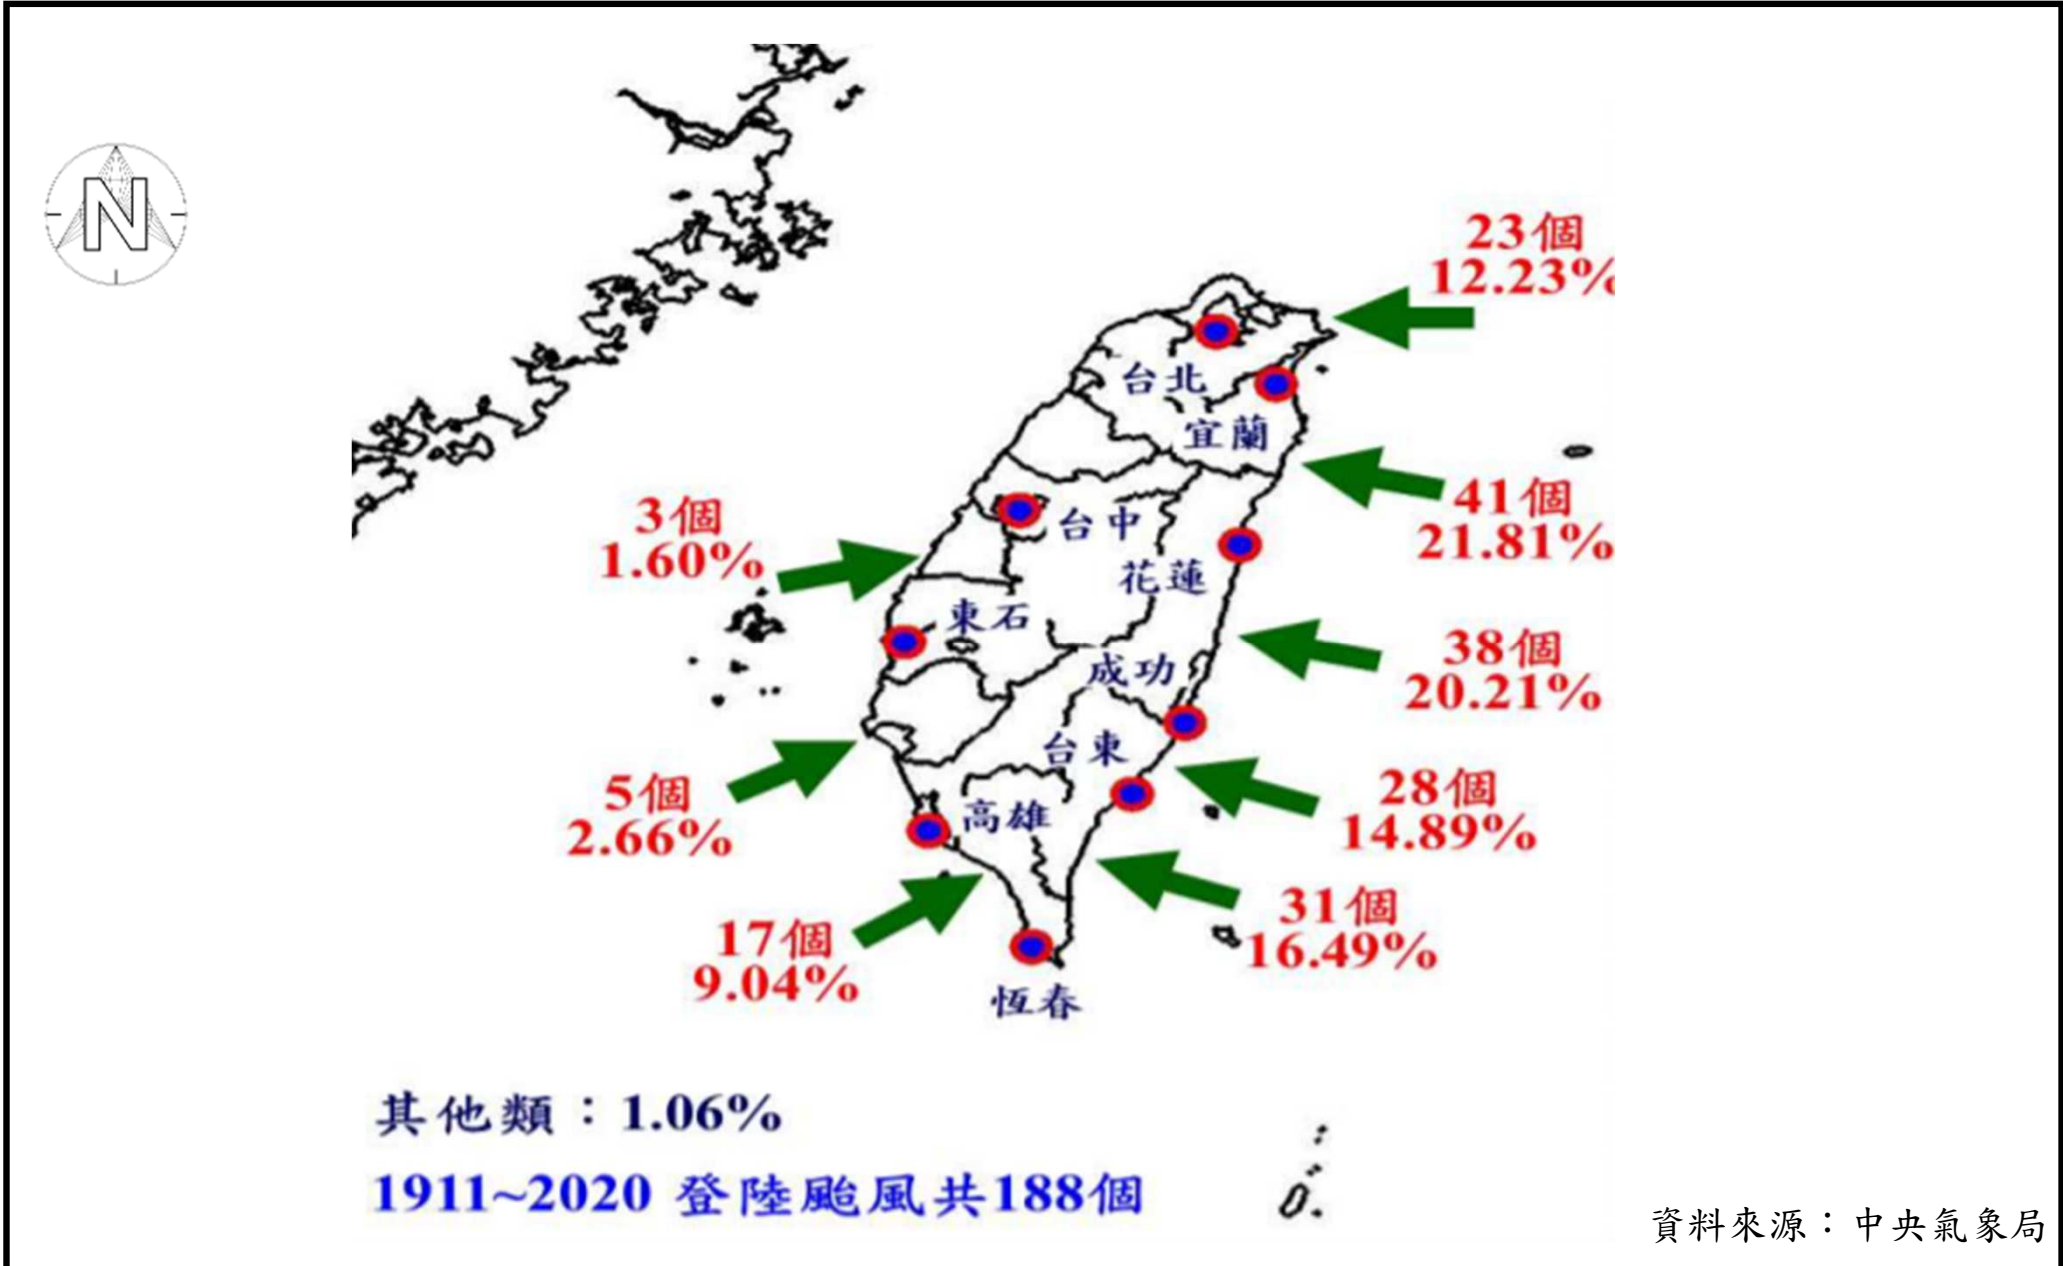 N
23個
12.23%
台北
宜蘭
41個
21.81%
3個
1.60%
台中
花蓮
東石
38個
20.21%
成功
台東
5個
2.66%
高雄
28個
14.89%
31個
16.49%
17個
9.04%
恆春
其他類：1.06%
1911~2020 登陸颱風共188個
資料來源：中央氣象局